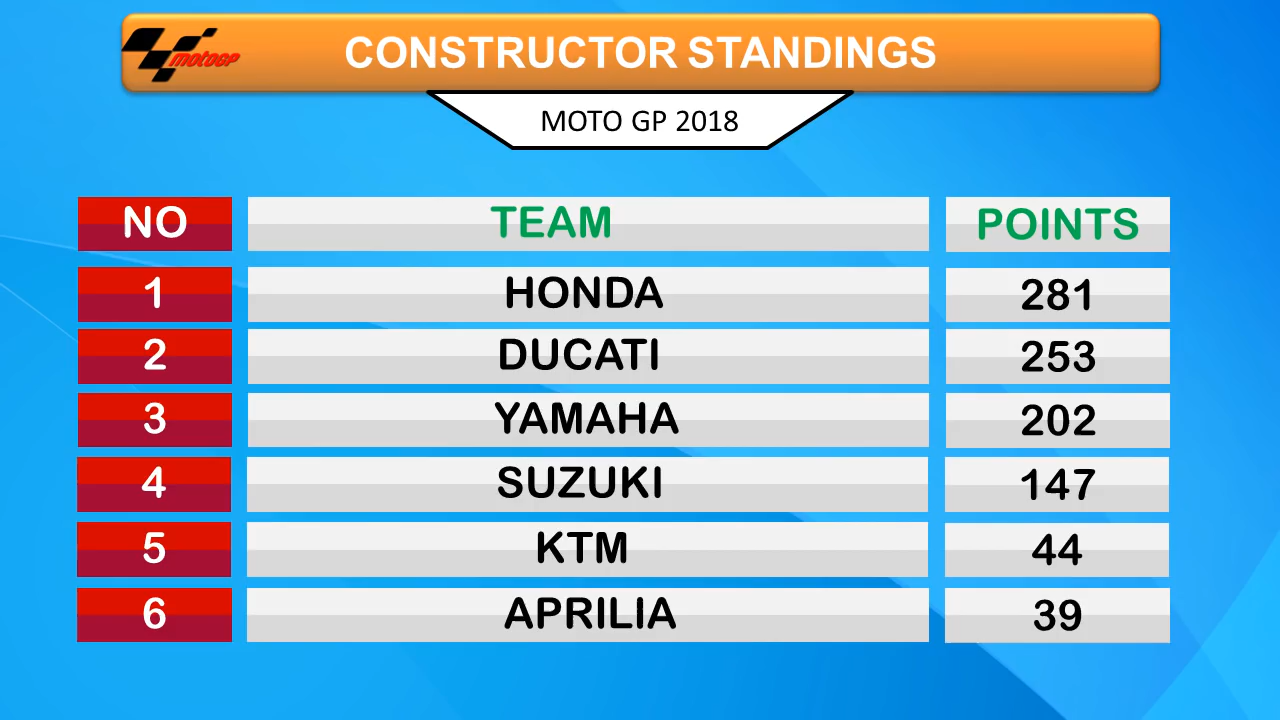 motoGP
CONSTRUCTOR STANDINGS
MOTO GP 2018
NO TEAM POINTS
1 HONDA 281
2 DUCATI 253
3 YAMAHA 202
4 SUZUKI 147
5 KTM 44
6 APRILIA 39